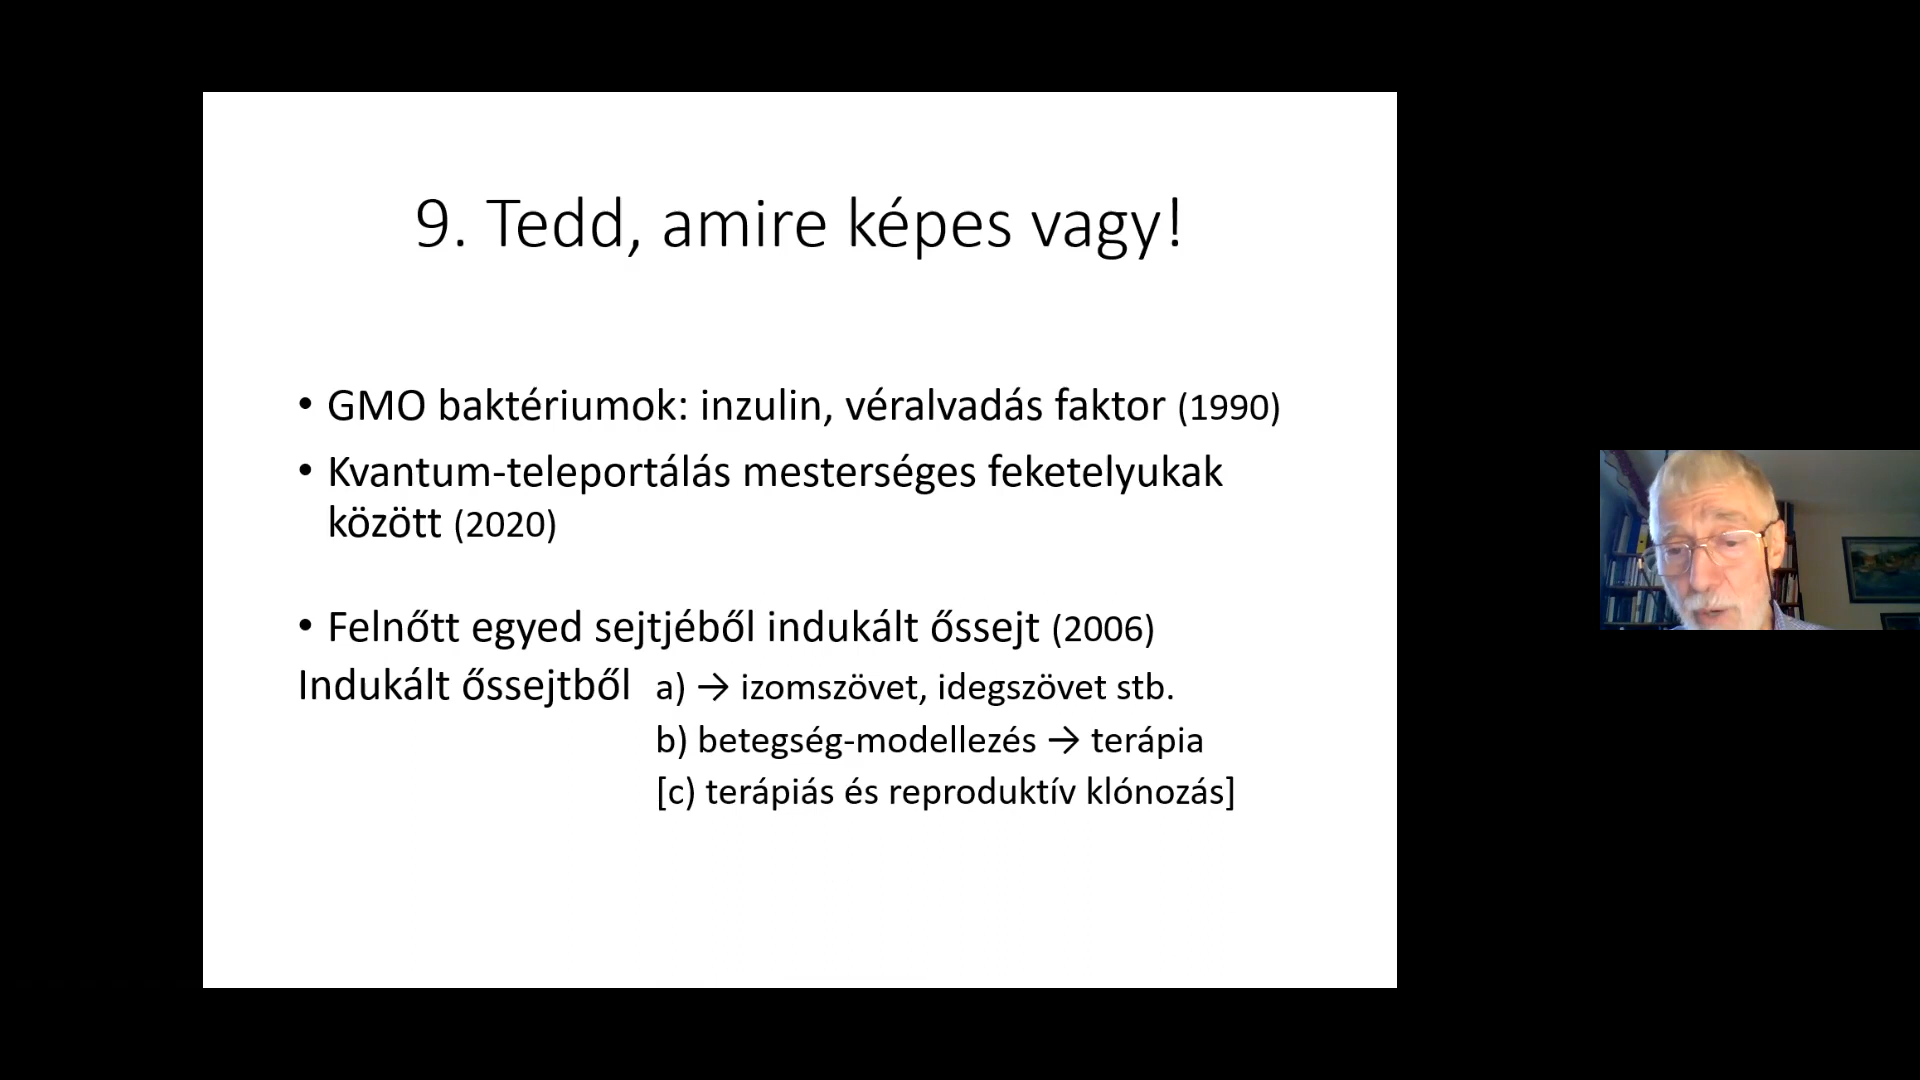 9. Tedd, amire képes vagy!
• GMO baktériumok: inzulin, véralvadás faktor (1990)
• Kvantum-teleportálás mesterséges feketelyukak
között (2020)
• Felnőtt egyed sejtjéből indukált őssejt (2006)
Indukált őssejtből a) → izomszövet, idegszövet stb.
b) betegség-modellezés → terápia
[c) terápiás és reproduktív klónozás]